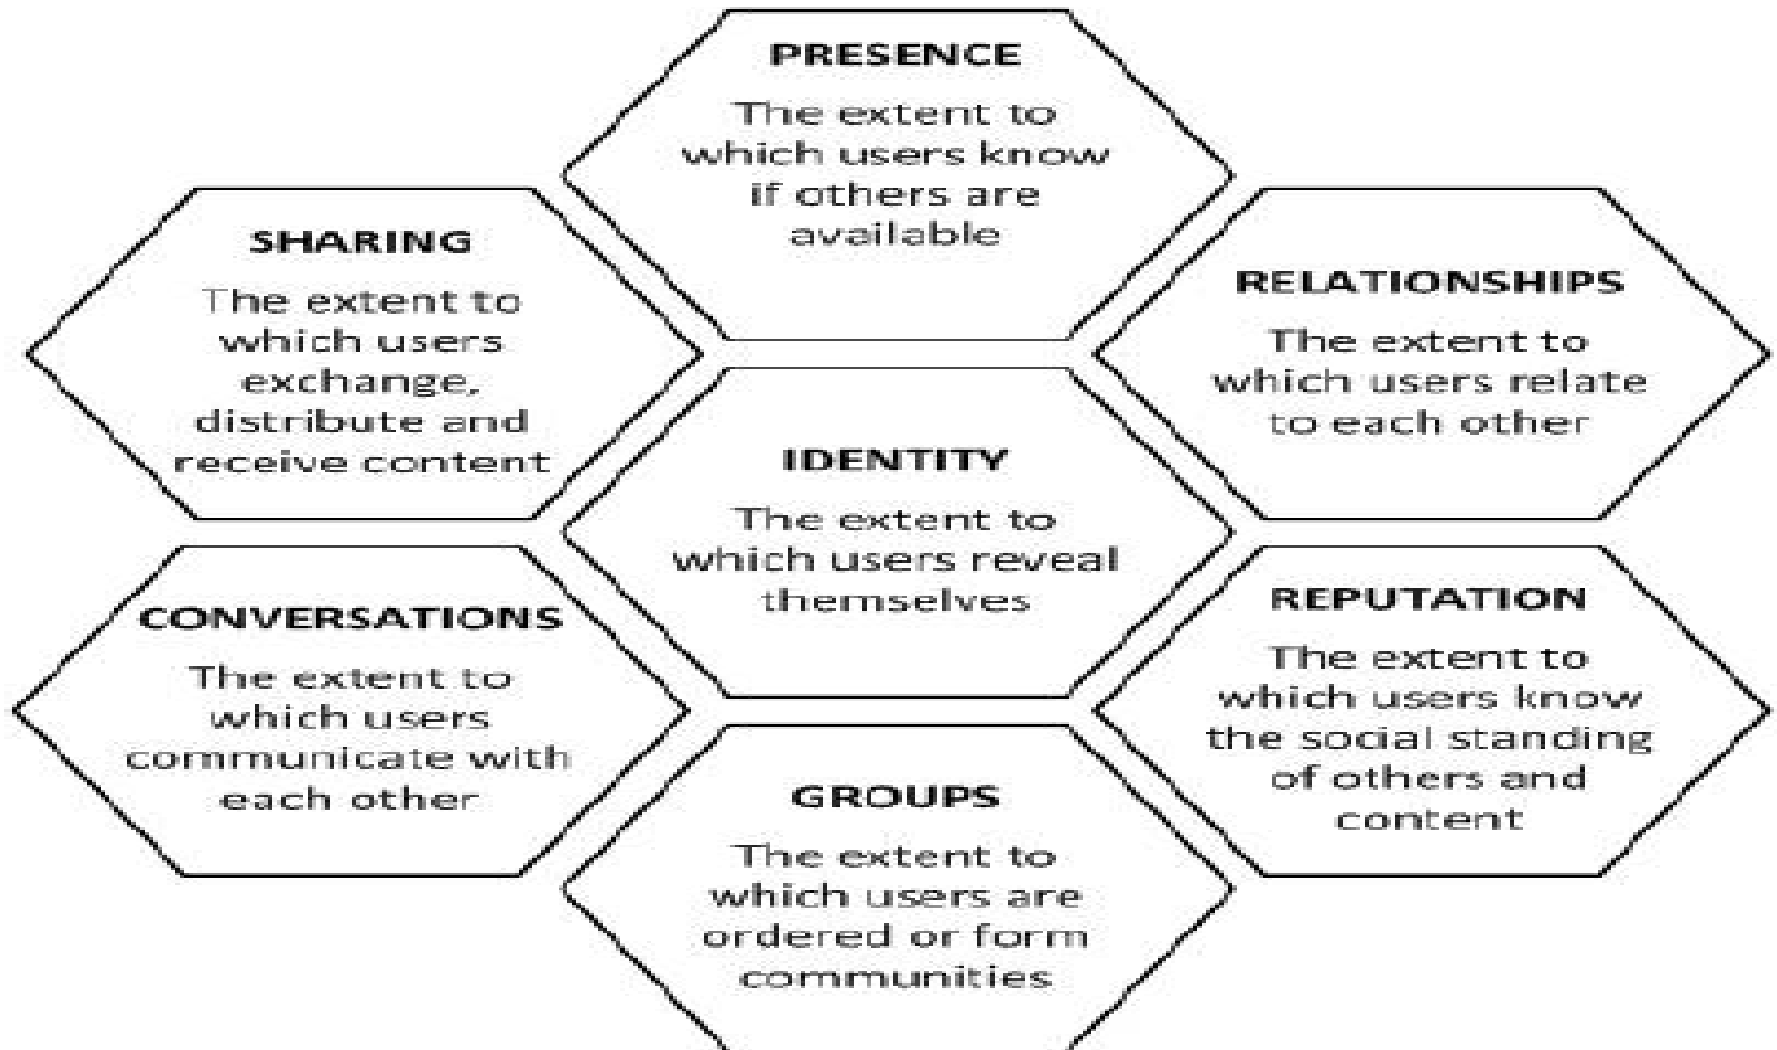 PRESENCE
The extent to
which users know
if others are
available
SHARING
The extent to
which users
exchange,
distribute and
receive content
RELATIONSHIPS
The extent to
which users relate
to each other
IDENTITY
The extent to
which users reveal
themselves
CONVERSATIONS
The extent to
which users
communicate with
each other
REPUTATION
The extent to
which users know
the social standing
of others and
content
GROUPS
The extent to
which users are
ordered or form
communities